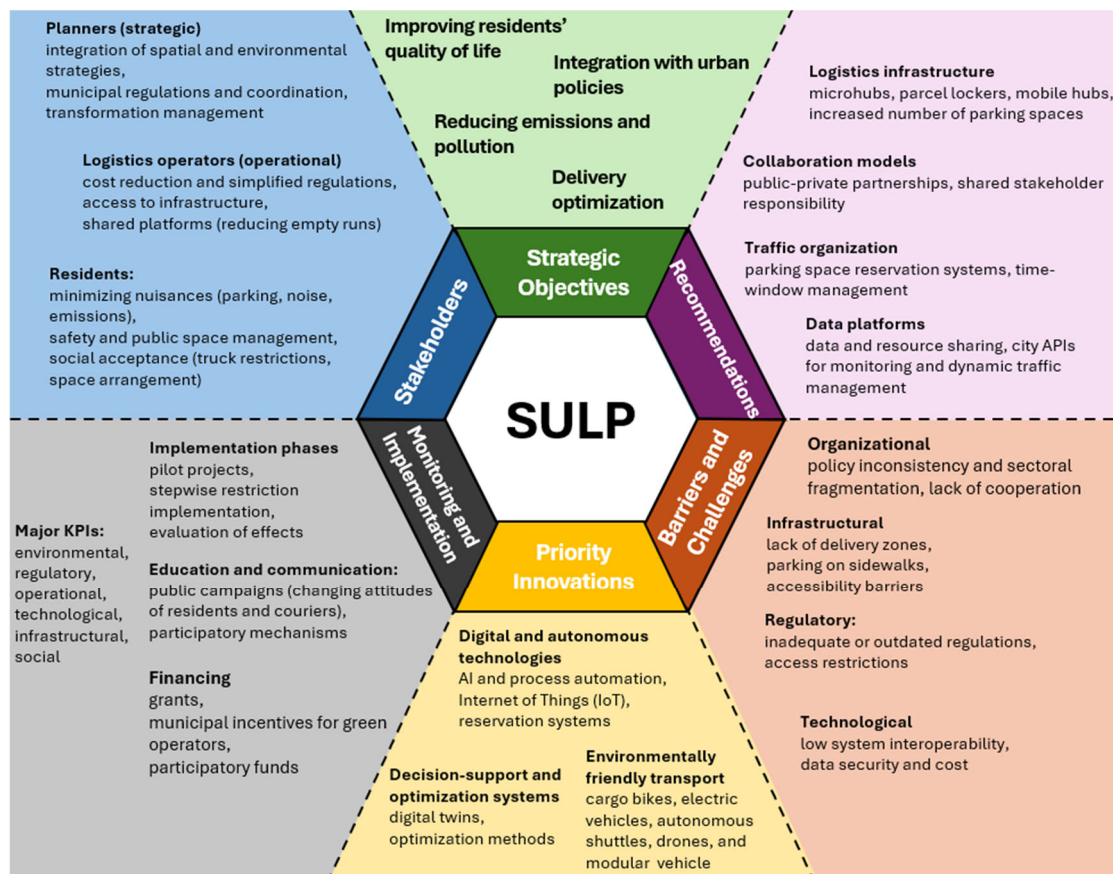 Planners (strategic)
integration of spatial and environmental
strategies,
municipal regulations and coordination,
transformation management
Logistics operators (operational)
cost reduction and simplified regulations,
access to infrastructure,
shared platforms (reducing empty runs)
Residents:
minimizing nuisances (parking, noise,
emissions),
safety and public space management,
social acceptance (truck restrictions,
space arrangement)
Improving residents’
quality of life
Integration with urban
policies
Reducing emissions and
pollution
Delivery
optimization
Logistics infrastructure
microhubs, parcel lockers, mobile hubs,
increased number of parking spaces
Collaboration models
public-private partnerships, shared stakeholder
responsibility
Traffic organization
parking space reservation systems, time-
window management
Data platforms
data and resource sharing, city APIs
for monitoring and dynamic traffic
management
Stakeholders
Strategic
Objectives
Recommendations
SULP
Monitoring and
Implementation
Priority
Innovations
Barriers and
Challenges
Major KPIs:
environmental,
regulatory,
operational,
technological,
infrastructural,
social
Implementation phases
pilot projects,
stepwise restriction
implementation,
evaluation of effects
Education and communication:
public campaigns (changing attitudes
of residents and couriers),
participatory mechanisms
Financing
grants,
municipal incentives for green
operators,
participatory funds
Digital and autonomous
technologies
AI and process automation,
Internet of Things (IoT),
reservation systems
Decision-support and
optimization systems
digital twins,
optimization methods
Environmentally
friendly transport
cargo bikes, electric
vehicles, autonomous
shuttles, drones, and
modular vehicle
Organizational
policy inconsistency and sectoral
fragmentation, lack of cooperation
Infrastructural
lack of delivery zones,
parking on sidewalks,
accessibility barriers
Regulatory:
inadequate or outdated regulations,
access restrictions
Technological
low system interoperability,
data security and cost